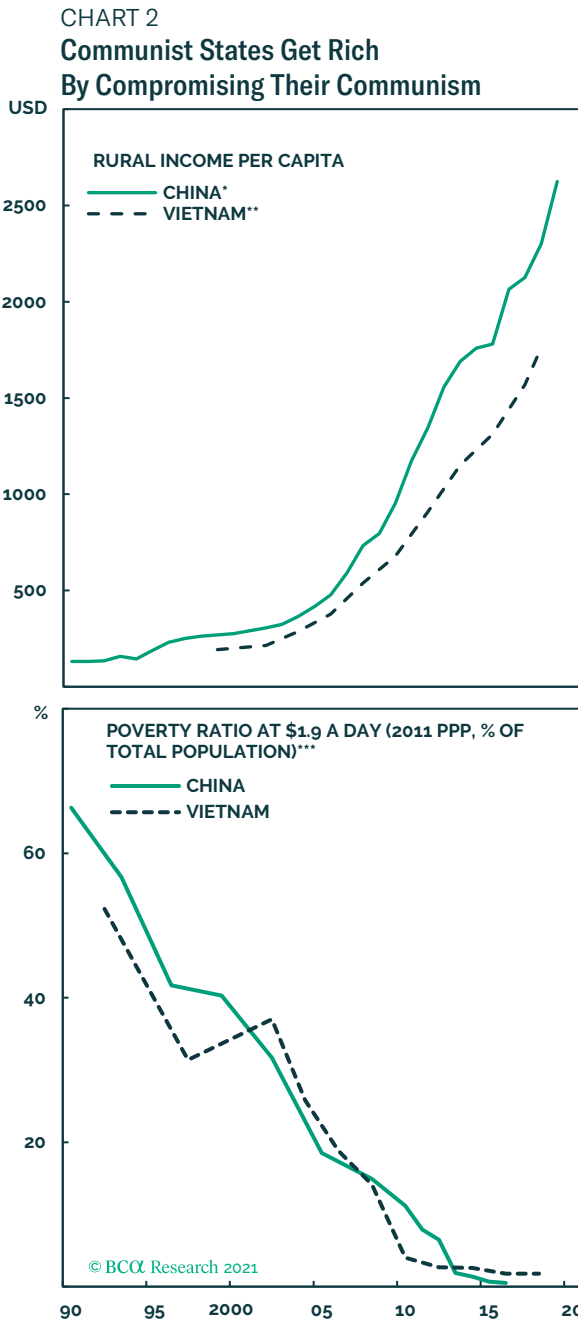 CHART 2
Communist States Get Rich
By Compromising Their Communism
USD
RURAL INCOME PER CAPITA
CHINA*
VIETNAM**
2500
2000
1500
1000
500
%
POVERTY RATIO AT $1.9 A DAY (2011 PPP, % OF
TOTAL POPULATION)***
CHINA
VIETNAM
60
40
20
© BCα Research 2021
90 95 2000 05 10 15 20